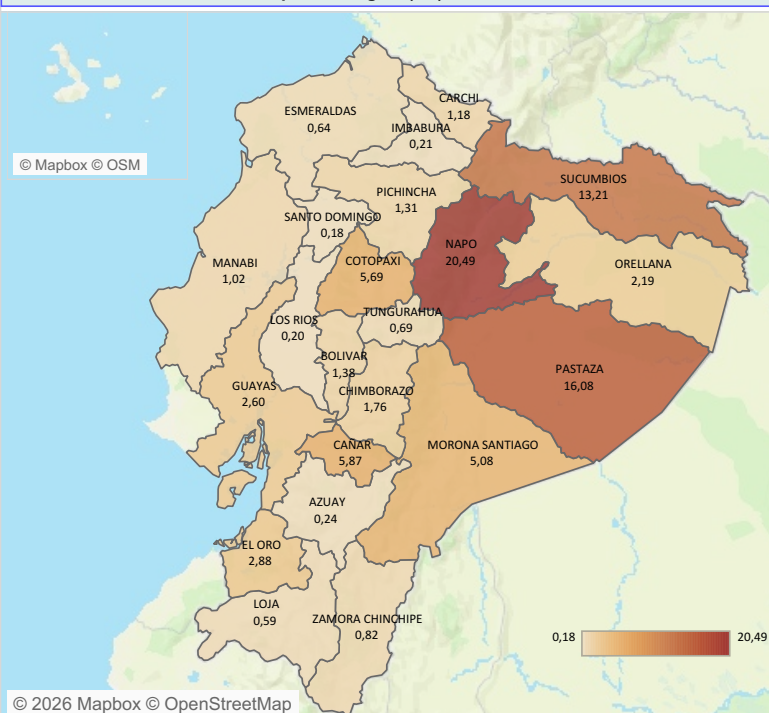 CARCHI
1,18
ESMERALDAS
0,64
IMBABURA
0,21
© Mapbox © OSM
SUCUMBIOS
13,21
PICHINCHA
1,31
SANTO DOMINGO
0,18
NAPO
20,49
COTOPAXI
5,69
MANABI
1,02
ORELLANA
2,19
TUNGURAHUA
0,69
LOS RIOS
0,20
BOLIVAR
1,38
PASTAZA
16,08
GUAYAS
2,60
CHIMBORAZO
1,76
CAÑAR
5,87
MORONA SANTIAGO
5,08
AZUAY
0,24
EL ORO
2,88
LOJA
0,59
ZAMORA CHINCHIPE
0,82
0,18 20,49
© 2026 Mapbox © OpenStreetMap